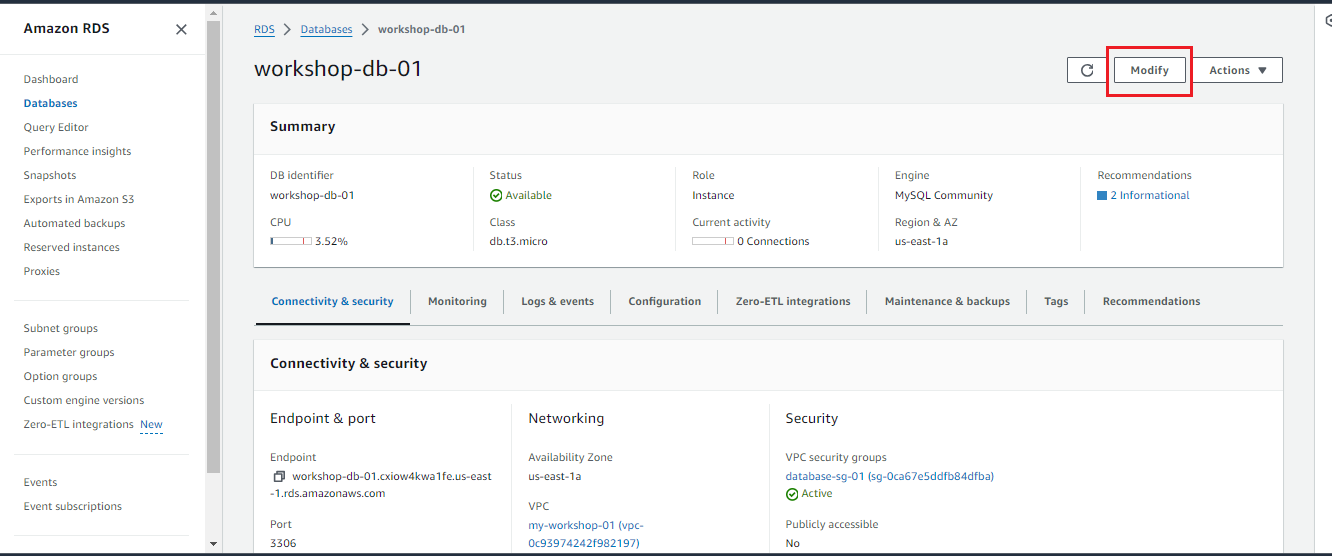 Amazon RDS
Dashboard
Databases
Query Editor
Performance insights
Snapshots
Exports in Amazon S3
Automated backups
Reserved instances
Proxies
Subnet groups
Parameter groups
Option groups
Custom engine versions
Zero-ETL integrations New
Events
Event subscriptions
RDS > Databases > workshop-db-01
workshop-db-01
Modify
Actions
Summary
DB identifier
workshop-db-01
CPU
3.52%
Status
Available
Class
db.t3.micro
Role
Instance
Current activity
0 Connections
Engine
MySQL Community
Region & AZ
us-east-1a
Recommendations
2 Informational
Connectivity & security
Monitoring
Logs & events
Configuration
Zero-ETL integrations
Maintenance & backups
Tags
Recommendations
Connectivity & security
Endpoint & port
Endpoint
workshop-db-01.cxiow4kwa1fe.us-east
-1.rds.amazonaws.com
Port
3306
Networking
Availability Zone
us-east-1a
VPC
my-workshop-01 (vpc-
0c93974242f982197)
Security
VPC security groups
database-sg-01 (sg-0ca67e5ddfb84dfba)
Active
Publicly accessible
No